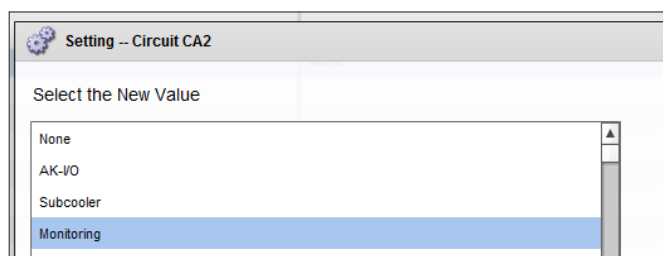 Setting -- Circuit CA2
Select the New Value
None
AK-I/O
Subcooler
Monitoring